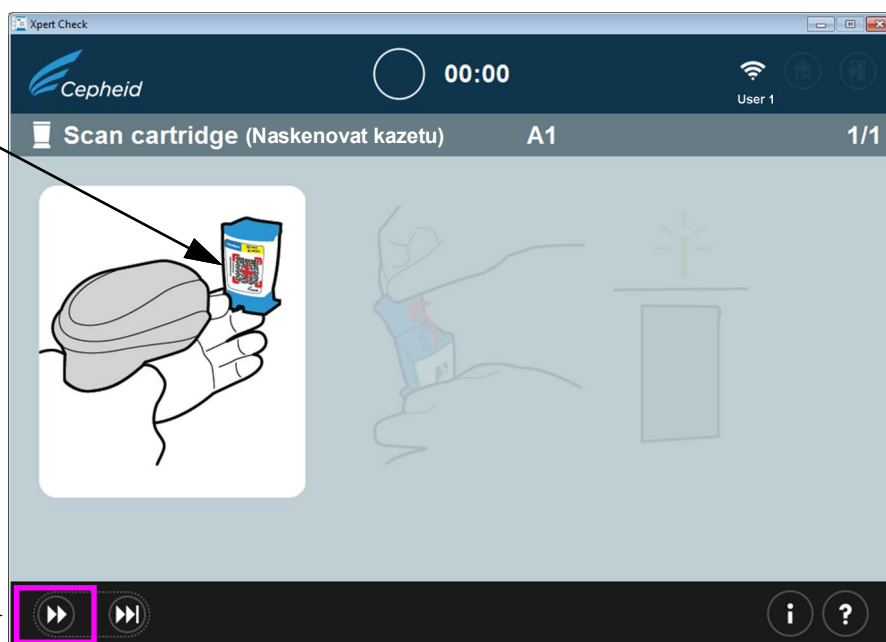 Xpert Check
Cepheid
00:00
User 1
Scan cartridge (Naskenovat kazetu) A1 1/1
i ?